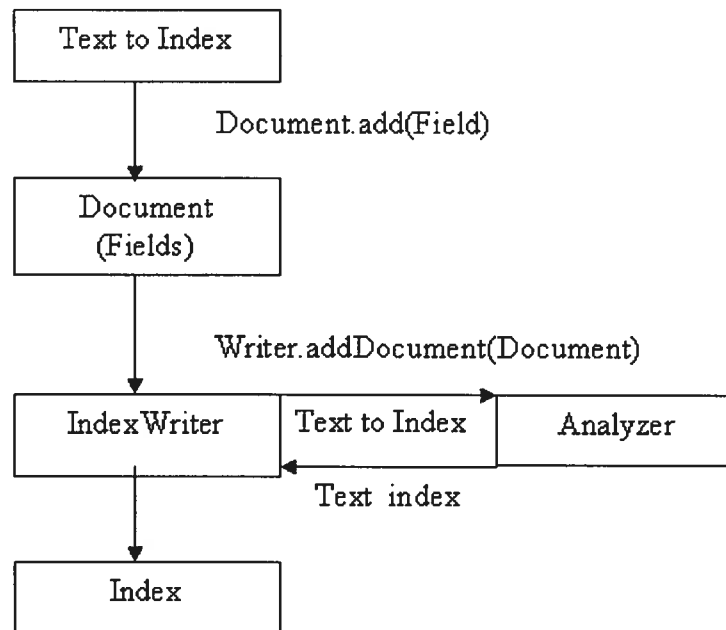 Text to Index
Document.add(Field)
Document
(Fields)
Writer.addDocument(Document)
IndexWriter
Text to Index
Analyzer
Text index
Index